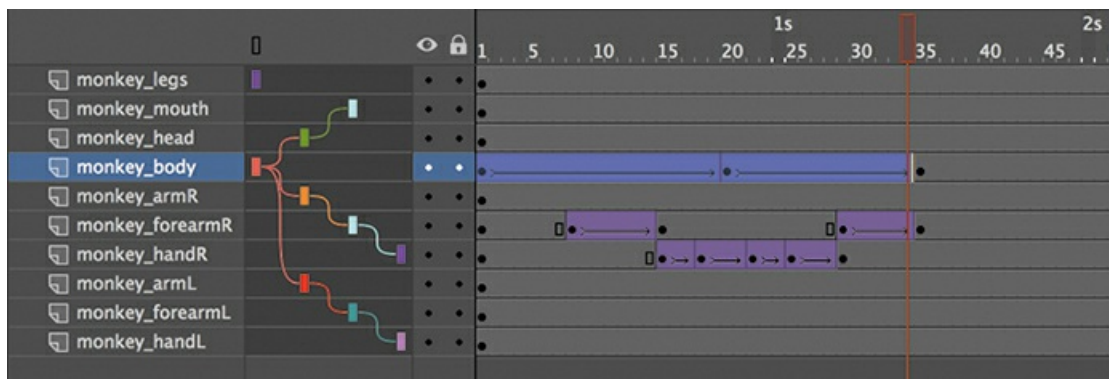 1s 2s
1 5 10 15 20 25 30 35 40 45
monkey_legs
monkey_mouth
monkey_head
monkey_body
monkey_armR
monkey_forearmR
monkey_handR
monkey_armL
monkey_forearmL
monkey_handL